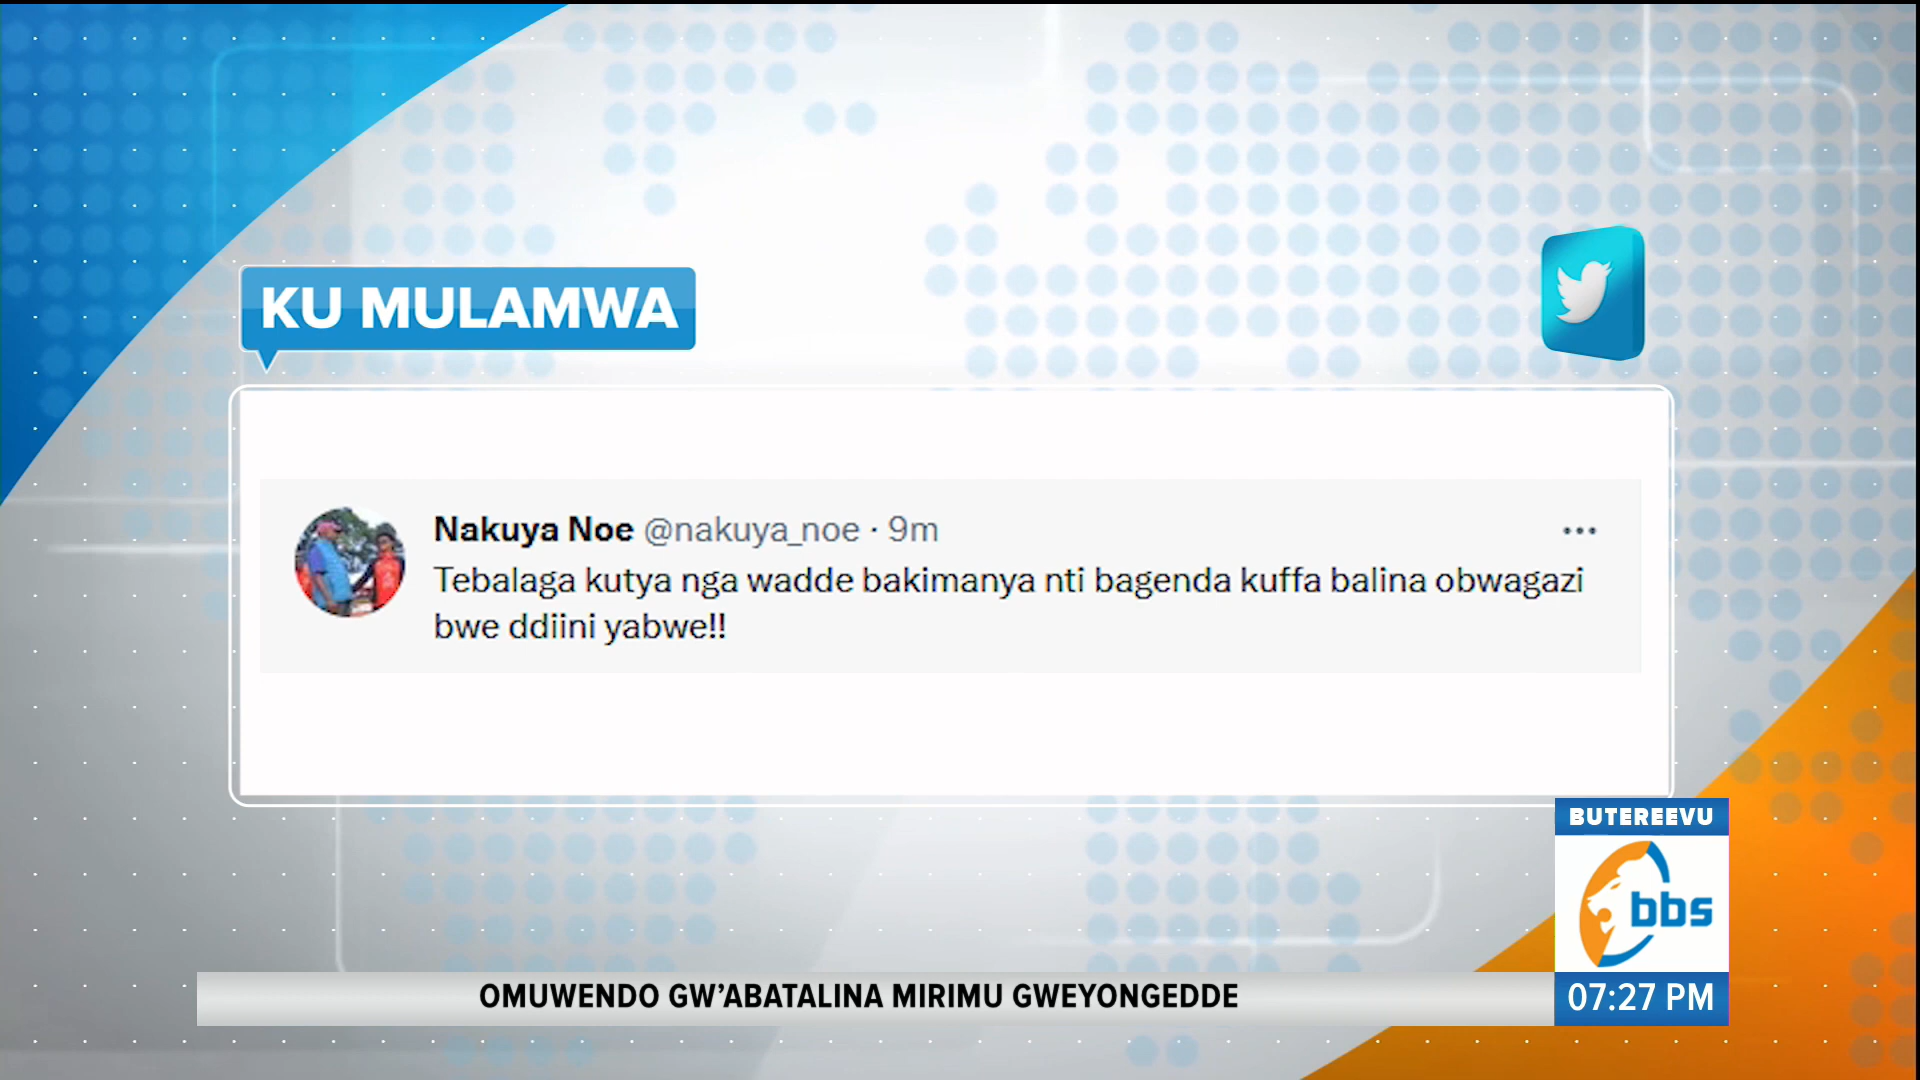 KU MULAMWA
Nakuya Noe @nakuya_noe · 9m
Tebalaga kutya nga wadde bakimanya nti bagenda kuffa balina obwagazi
bwe ddiini yabwe!!
BUTEREEVU
bbs
OMUWENDO GW’ABATALINA MIRIMU GWEYONGEDDE
07:27 PM